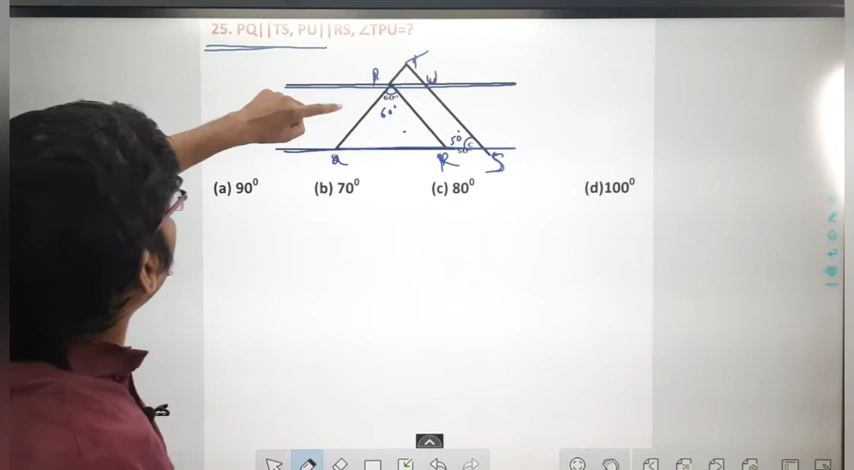 25. PQ||TS, PU||RS, ∠TPU=?
T
P U
60°
60°
50°
50°
Q R S
(a) 90⁰ (b) 70⁰ (c) 80⁰ (d)100⁰